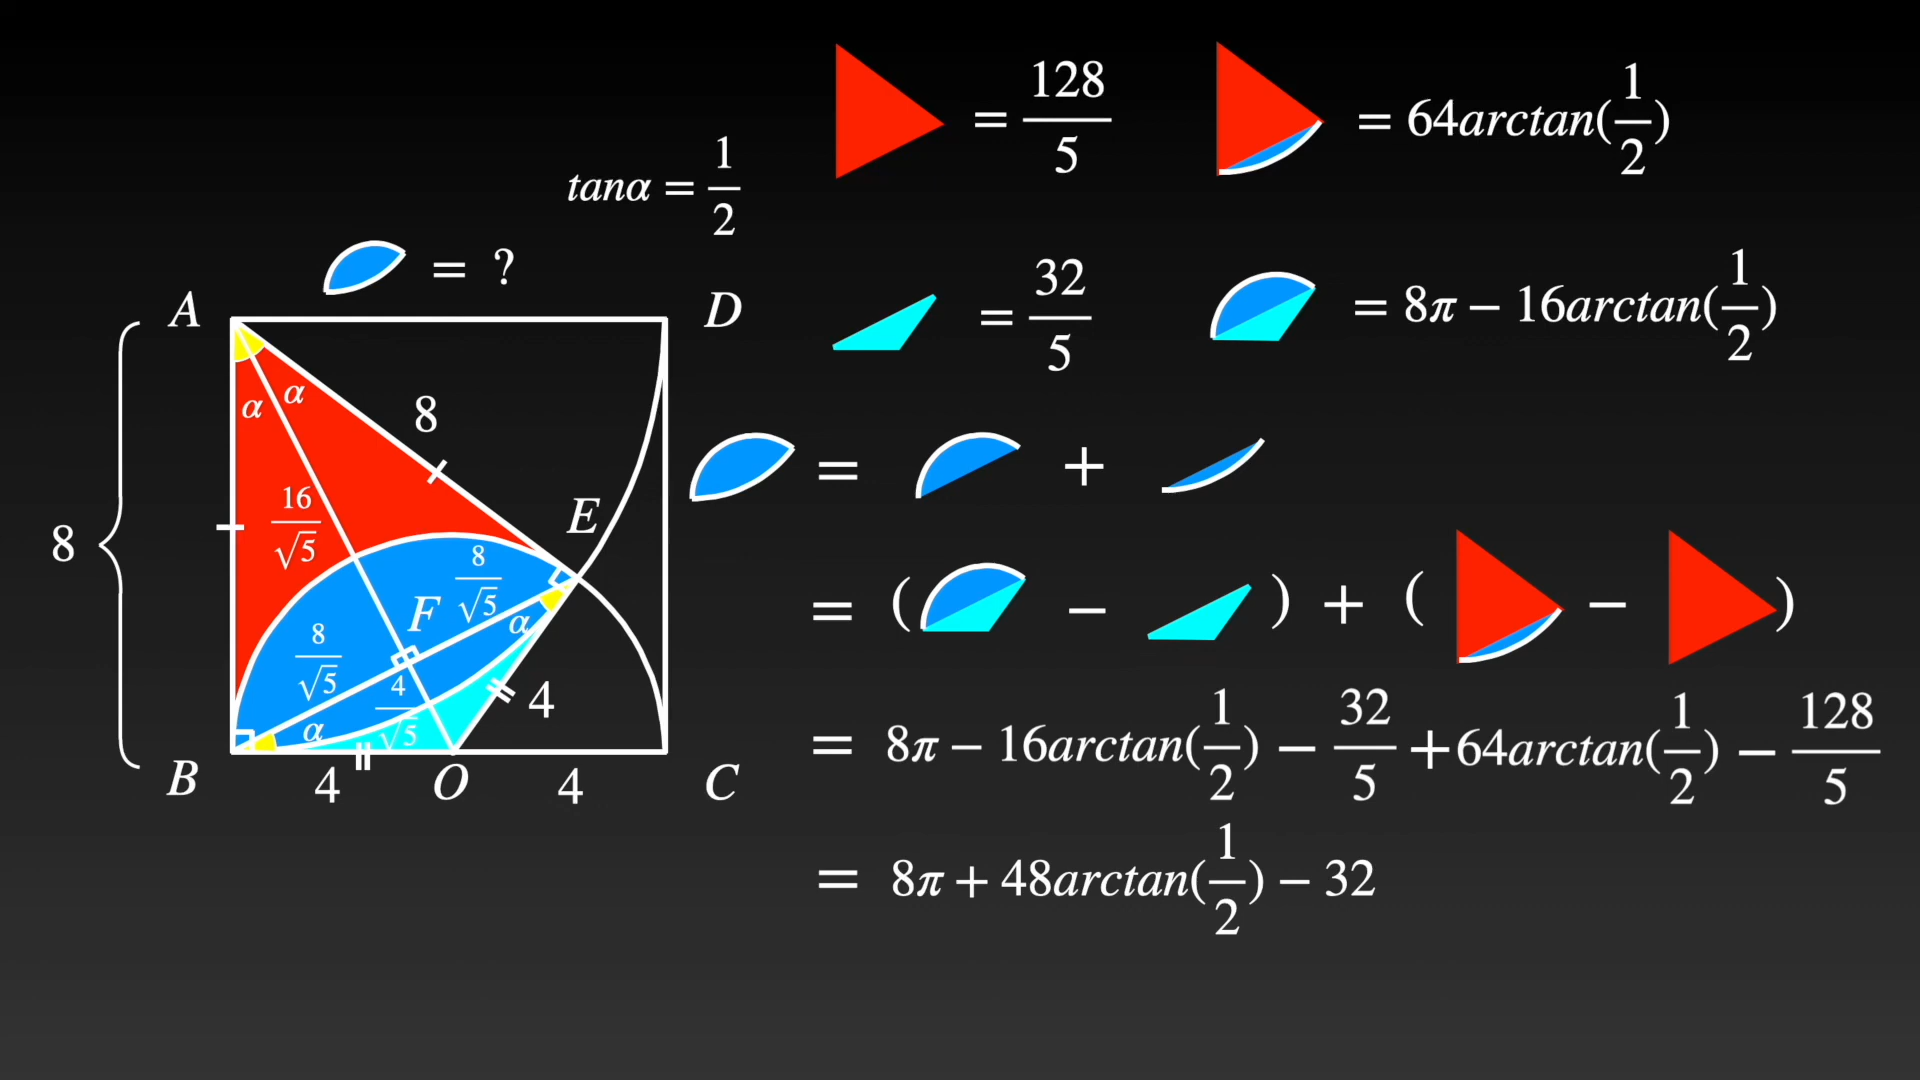 = 128/5
= 64arctan(1/2)
tanα = 1/2
= ?
= 32/5
= 8π − 16arctan(1/2)
A
D
8
α α
8
16/√5
E
8/√5
F
8/√5
α
4/√5
α
4
B
4
O
4
C
= +
= ( − ) + ( − )
= 8π − 16arctan(1/2) − 32/5 + 64arctan(1/2) − 128/5
= 8π + 48arctan(1/2) − 32